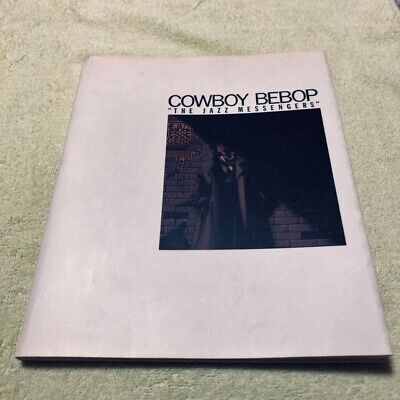 COWBOY BEBOP
"THE JAZZ MESSENGERS"